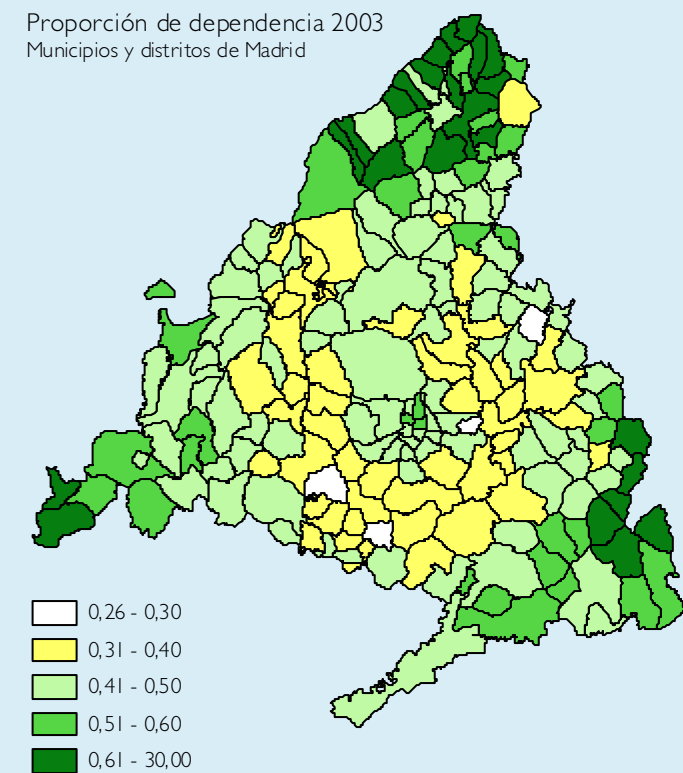 Proporción de dependencia 2003
Municipios y distritos de Madrid
0,26 - 0,30
0,31 - 0,40
0,41 - 0,50
0,51 - 0,60
0,61 - 30,00